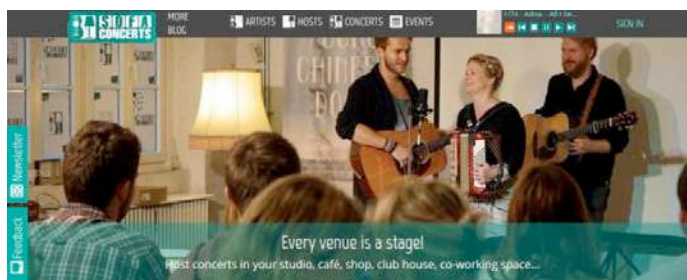 SOFA
CONCERTS
MORE
BLOG
ARTISTS
HOSTS
CONCERTS
EVENTS
SIGN IN
CHINES
Newsletter
Feedback
Every venue is a stage!
Host concerts in your studio, café, shop, club house, co-working space...